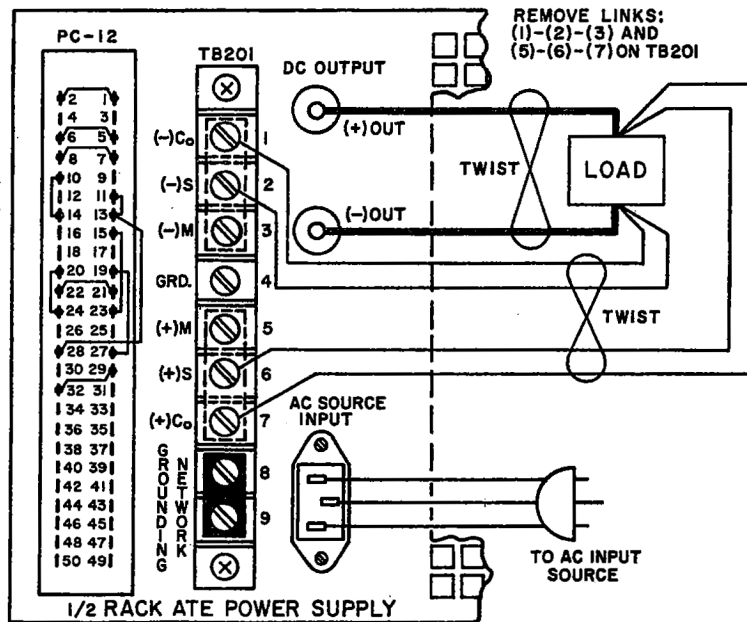 REMOVE LINKS:
(1)-(2)-(3) AND
(5)-(6)-(7) ON TB201
PC-12
TB201
DC OUTPUT
2 1
4 3
6 5
8 7
10 9
12 11
14 13
16 15
18 17
20 19
22 21
24 23
26 25
28 27
30 29
32 31
34 33
36 35
38 37
40 39
42 41
44 43
46 45
48 47
50 49
(-)Co 1
(-)S 2
(-)M 3
GRD. 4
(+)M 5
(+)S 6
(+)Co 7
8
9
GROUNDING
NETWORK
(+)OUT
TWIST
LOAD
(-)OUT
TWIST
AC SOURCE
INPUT
TO AC INPUT
SOURCE
1/2 RACK ATE POWER SUPPLY